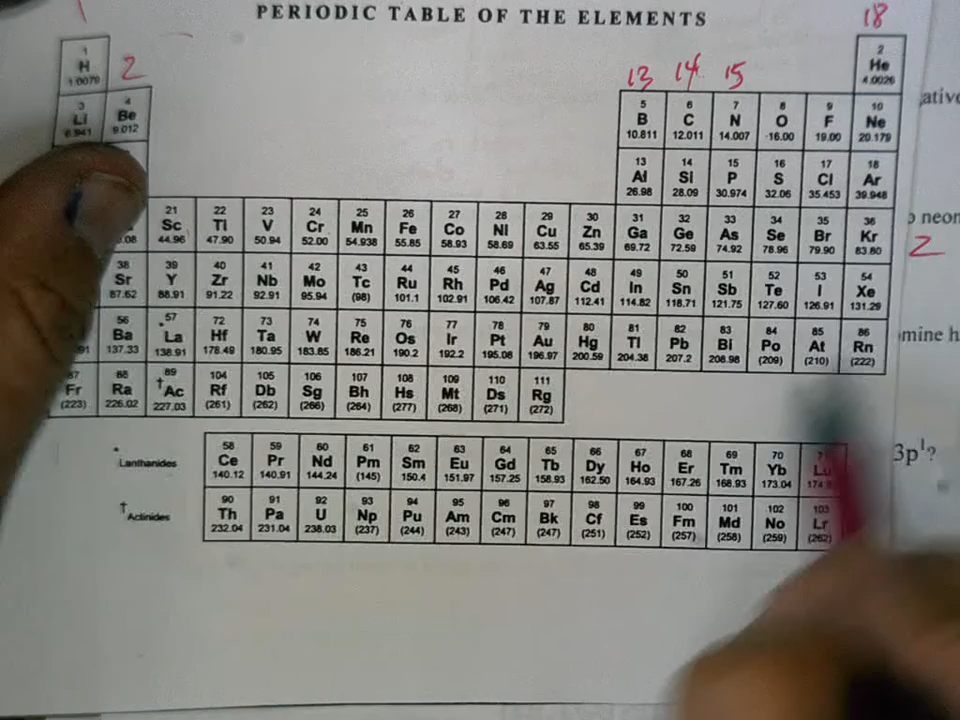 PERIODIC TABLE OF THE ELEMENTS
1 18
1 2
H He
1.0079 4.0026
2 13 14 15
3 4 5 6 7 8 9 10
Li Be B C N O F Ne
6.941 9.012 10.811 12.011 14.007 16.00 19.00 20.179
ative
13 14 15 16 17 18
Al Si P S Cl Ar
26.98 28.09 30.974 32.06 35.453 39.948
21 22 23 24 25 26 27 28 29 30 31 32 33 34 35 36
Sc Ti V Cr Mn Fe Co Ni Cu Zn Ga Ge As Se Br Kr
.08 44.96 47.90 50.94 52.00 54.938 55.85 58.93 58.69 63.55 65.39 69.72 72.59 74.92 78.96 79.90 83.80
neon
2
38 39 40 41 42 43 44 45 46 47 48 49 50 51 52 53 54
Sr Y Zr Nb Mo Tc Ru Rh Pd Ag Cd In Sn Sb Te I Xe
87.62 88.91 91.22 92.91 95.94 (98) 101.1 102.91 106.42 107.87 112.41 114.82 118.71 121.75 127.60 126.91 131.29
56 *57 72 73 74 75 76 77 78 79 80 81 82 83 84 85 86
Ba La Hf Ta W Re Os Ir Pt Au Hg Tl Pb Bi Po At Rn
91 137.33 138.91 178.49 180.95 183.85 186.21 190.2 192.2 195.08 196.97 200.59 204.38 207.2 208.98 (209) (210) (222)
omine h
87 88 89 104 105 106 107 108 109 110 111
Fr Ra †Ac Rf Db Sg Bh Hs Mt Ds Rg
(223) 226.02 227.03 (261) (262) (266) (264) (277) (268) (271) (272)
3p¹?
58 59 60 61 62 63 64 65 66 67 68 69 70
*Lanthanides Ce Pr Nd Pm Sm Eu Gd Tb Dy Ho Er Tm Yb Lu
140.12 140.91 144.24 (145) 150.4 151.97 157.25 158.93 162.50 164.93 167.26 168.93 173.04
90 91 92 93 94 95 96 97 98 99 100 101 102 103
†Actinides Th Pa U Np Pu Am Cm Bk Cf Es Fm Md No Lr
232.04 231.04 238.03 (237) (244) (243) (247) (247) (251) (252) (257) (258) (259) (262)